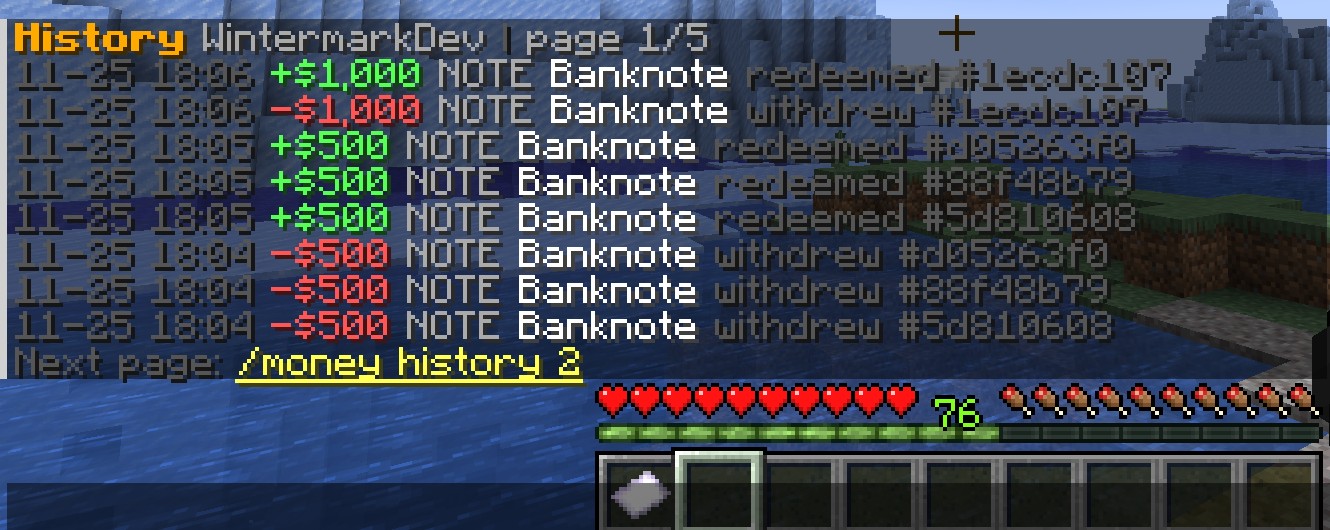 History WintermarkDev | page 1/5
11-25 18:06 +$1,000 NOTE Banknote redeemed #1ecdc107
11-25 18:06 -$1,000 NOTE Banknote withdrew #1ecdc107
11-25 18:05 +$500 NOTE Banknote redeemed #d05263f0
11-25 18:05 +$500 NOTE Banknote redeemed #88f48b79
11-25 18:05 +$500 NOTE Banknote redeemed #5d810608
11-25 18:04 -$500 NOTE Banknote withdrew #d05263f0
11-25 18:04 -$500 NOTE Banknote withdrew #88f48b79
11-25 18:04 -$500 NOTE Banknote withdrew #5d810608
Next page: /money history 2
76